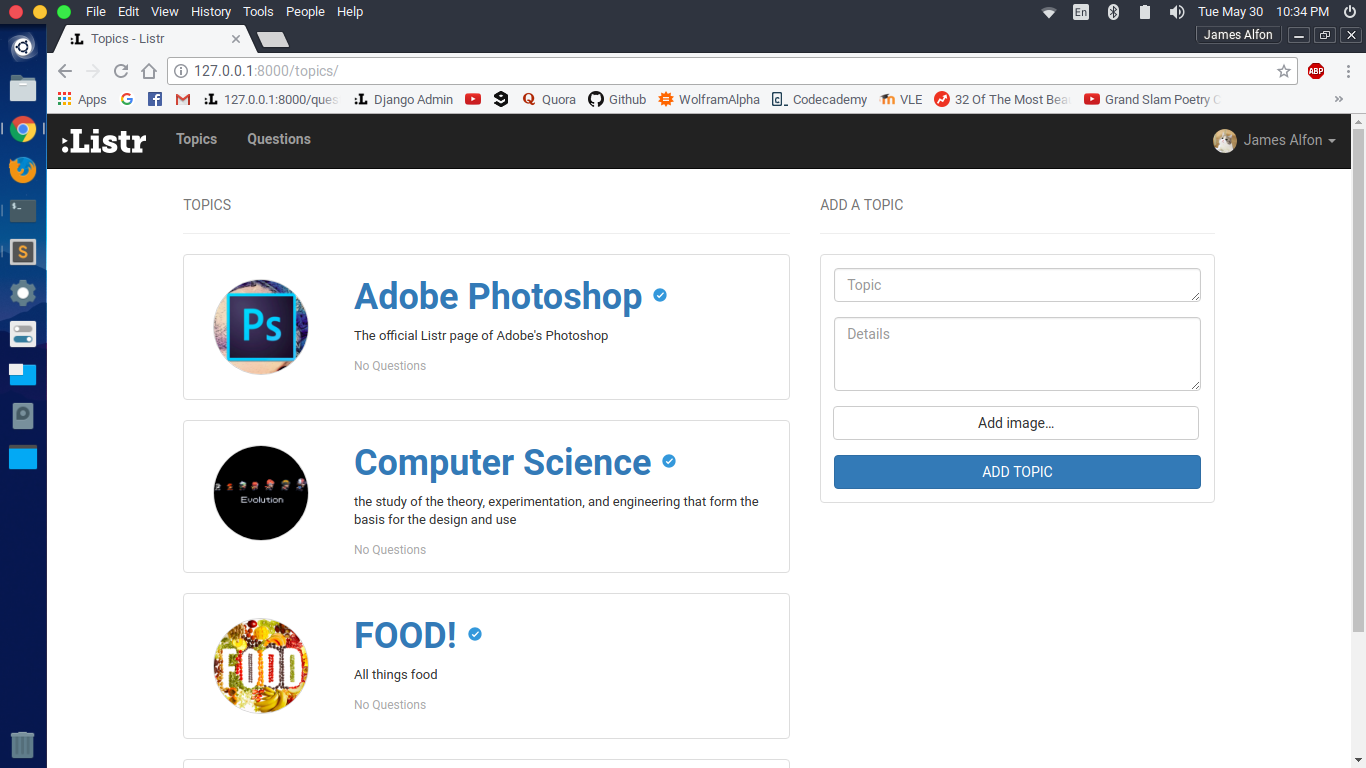 File Edit View History Tools People Help
En
Tue May 30 10:34 PM
:L Topics - Listr
James Alfon
127.0.0.1:8000/topics/
ABP
Apps
:L 127.0.0.1:8000/ques
:L Django Admin
Quora
Github
WolframAlpha
Codecademy
VLE
32 Of The Most Bea
Grand Slam Poetry C
:Listr
Topics
Questions
James Alfon
TOPICS
Ps
Adobe Photoshop
The official Listr page of Adobe's Photoshop
No Questions
Evolution
Computer Science
the study of the theory, experimentation, and engineering that form the
basis for the design and use
No Questions
FOOD
FOOD!
All things food
No Questions
ADD A TOPIC
Topic
Details
Add image…
ADD TOPIC